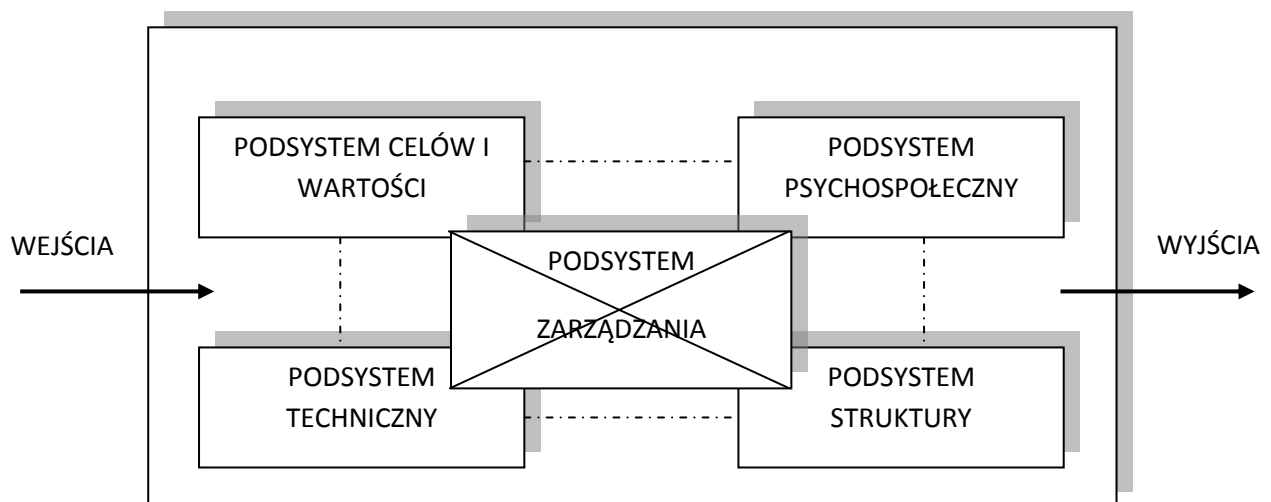 PODSYSTEM CELÓW I
WARTOŚCI
PODSYSTEM
PSYCHOSPOŁECZNY
WEJŚCIA
PODSYSTEM
ZARZĄDZANIA
WYJŚCIA
PODSYSTEM
TECHNICZNY
PODSYSTEM
STRUKTURY